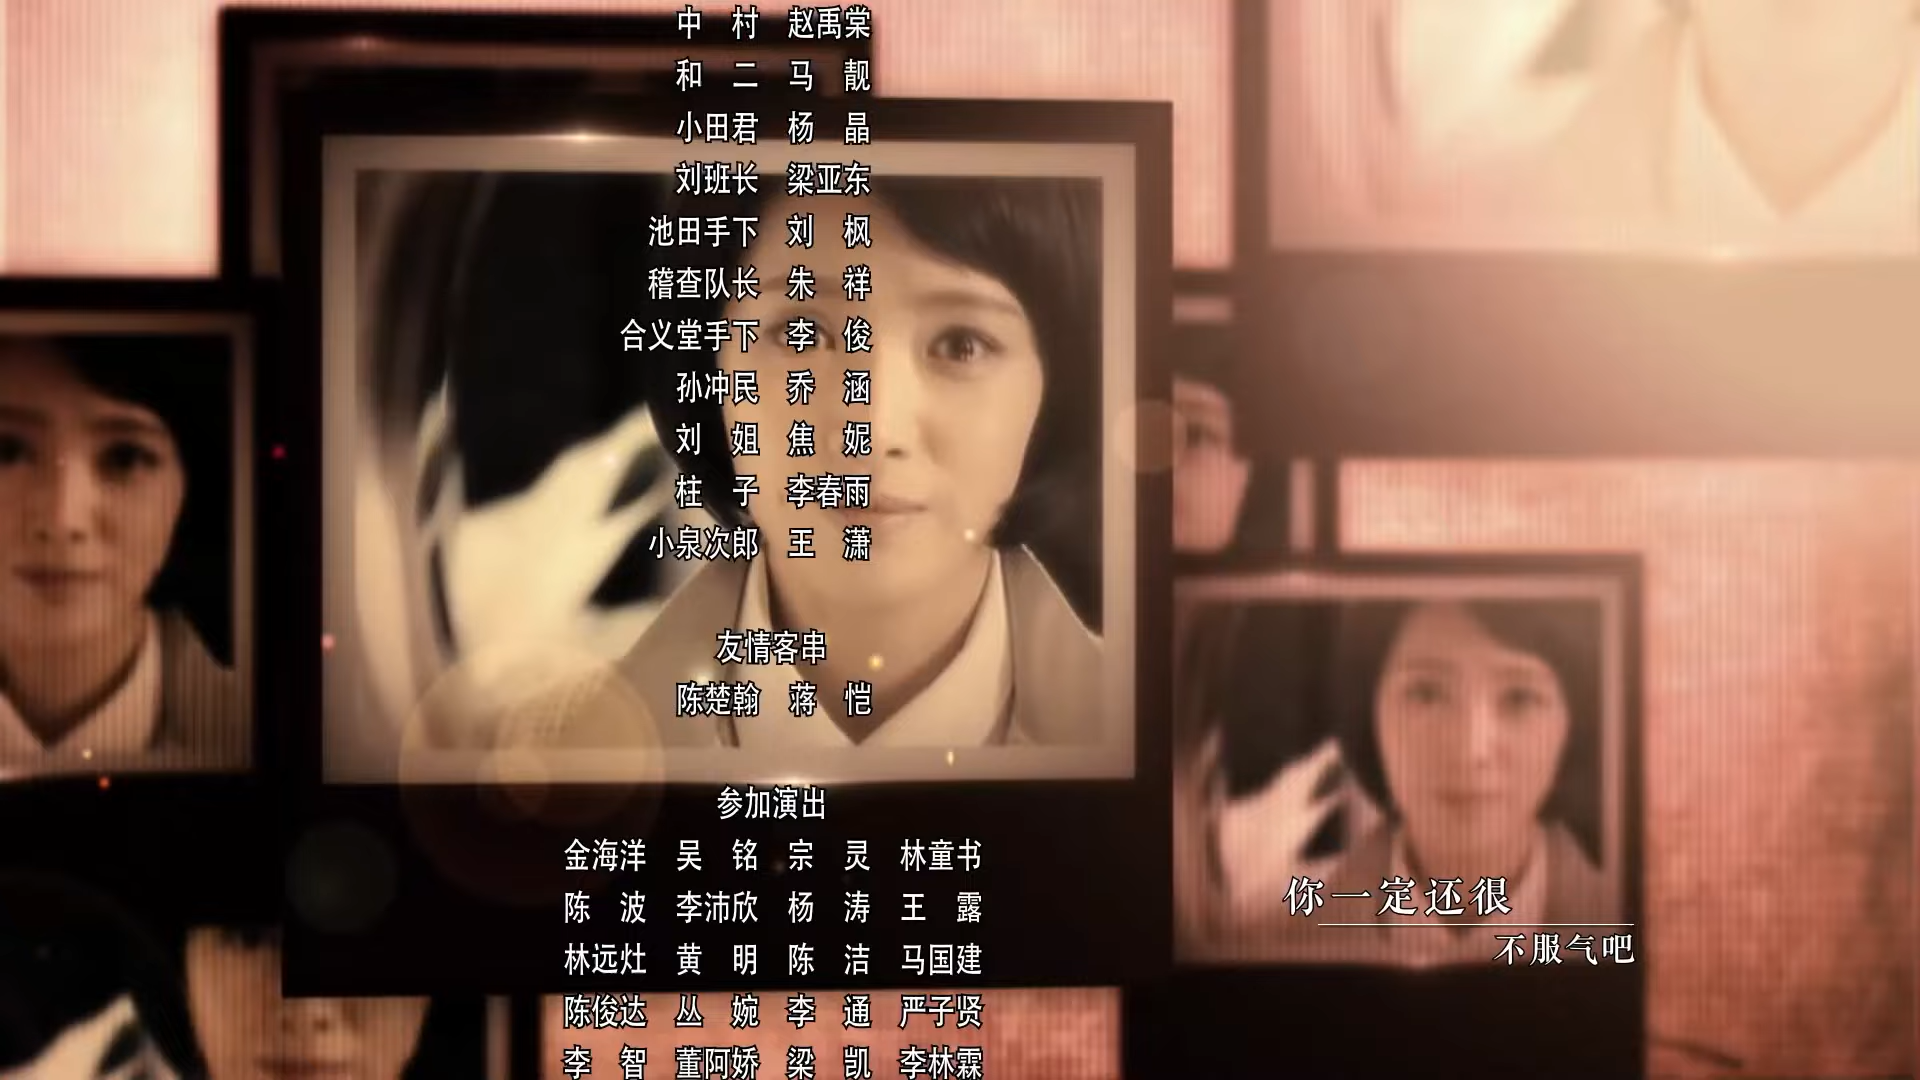 中　村　赵禹棠
和　二　马　靓
小田君　杨　晶
刘班长　梁亚东
池田手下　刘　枫
稽查队长　朱　祥
合义堂手下　李　俊
孙冲民　乔　涵
刘　姐　焦　妮
柱　子　李春雨
小泉次郎　王　潇
友情客串
陈楚翰　蒋　恺
参加演出
金海洋　吴　铭　宗　灵　林童书
陈　波　李沛欣　杨　涛　王　露
林远灶　黄　明　陈　洁　马国建
陈俊达　丛　婉　李　通　严子贤
李　智　董阿娇　梁　凯　李林霖
你一定还很
不服气吧